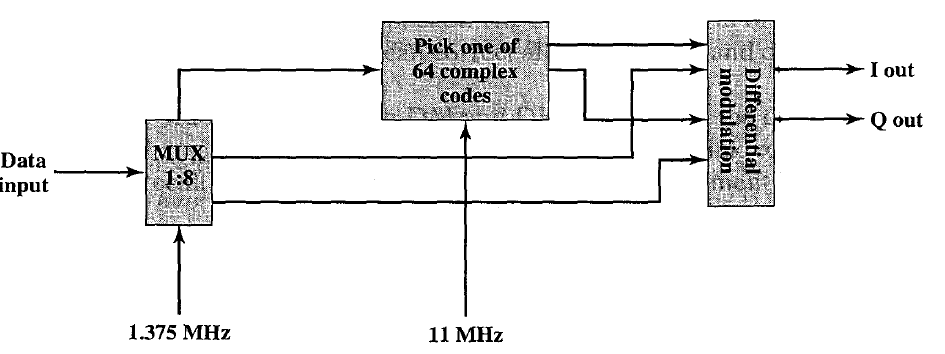 Pick one of
64 complex
codes
Differential
modulation
I out
Q out
MUX
1:8
Data
input
1.375 MHz
11 MHz